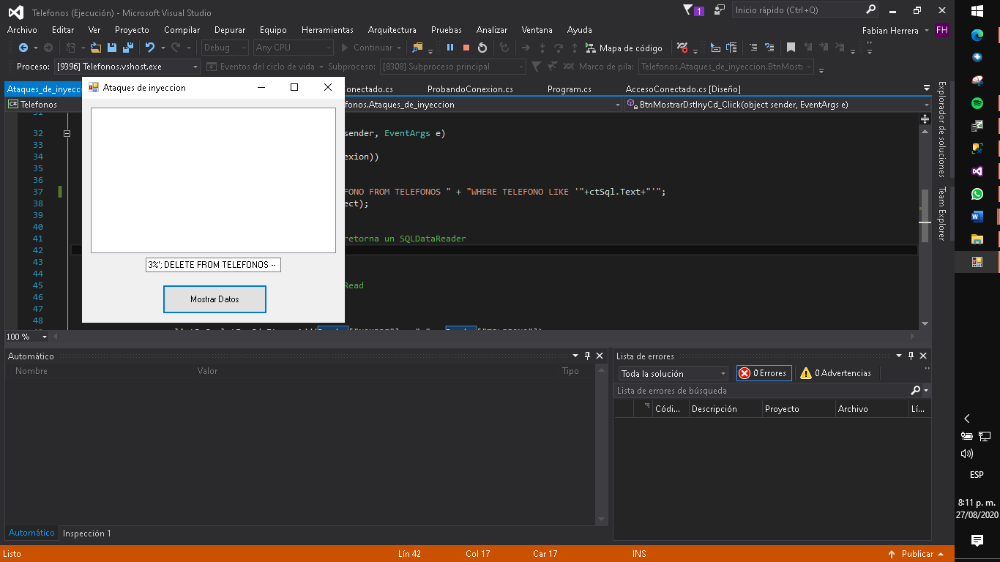 Telefonos (Ejecución) - Microsoft Visual Studio
1
Inicio rápido (Ctrl+Q)
Archivo Editar Ver Proyecto Compilar Depurar Equipo Herramientas Arquitectura Pruebas Analizar Ventana Ayuda
Fabian Herrera FH
Debug Any CPU Continuar Mapa de código
Proceso: [9396] Telefonos.vshost.exe Eventos del ciclo de vida Subproceso: [8308] Subproceso principal Marco de pila: Telefonos.Ataques_de_inyeccion.BtnMostr
Ataques_de_inyecc
onectado.cs ProbandoConexion.cs Program.cs AccesoConectado.cs [Diseño]
Telefonos
fonos.Ataques_de_inyeccion
BtnMostrarDstInyCd_Click(object sender, EventArgs e)
Ataques de inyeccion
3%'; DELETE FROM TELEFONOS --
Mostrar Datos
31
32 sender, EventArgs e)
33
34 exion))
35
36
37 FONO FROM TELEFONOS " + "WHERE TELEFONO LIKE '"+ctSql.Text+"'";
38 ect);
39
40
41 retorna un SQLDataReader
42
43
44
45 Read
46
47
48
100 %
Explorador de soluciones
Team Explorer
Automático
Nombre Valor Tipo
Automático Inspección 1
Lista de errores
Toda la solución 0 Errores 0 Advertencias
Lista de errores de búsqueda
Códi... Descripción Proyecto Archivo Lí...
Listo Lín 42 Col 17 Car 17 INS Publicar
ESP
8:11 p. m.
27/08/2020